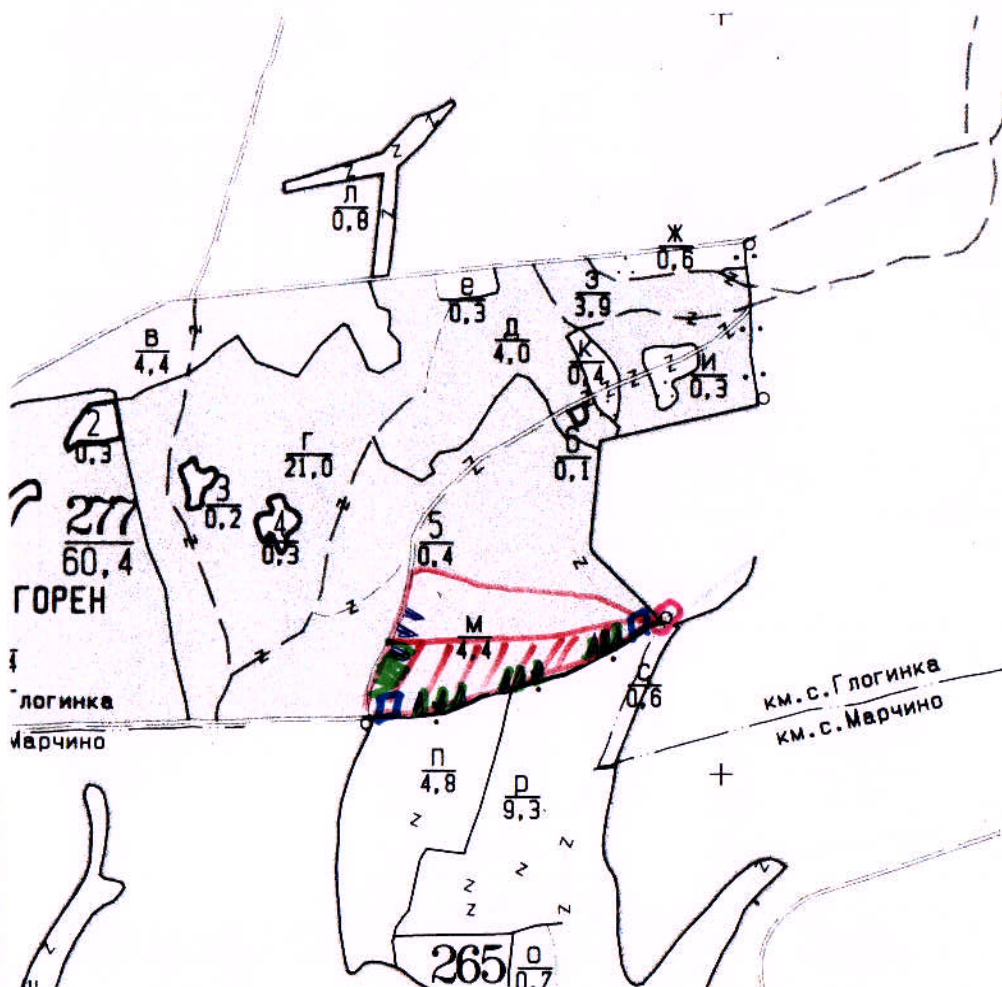 Л
0,8
Ж
0,6
З
3,9
е
0,3
В
4,4
Д
4,0
К
0,4
И
0,3
2
0,3
Г
21,0
6
0,1
3
0,2
4
0,3
277
60,4
5
0,4
ГОРЕН
М
4,4
С
0,6
логинка
Марчино
км.с.Глогинка
км.с.Марчино
П
4,8
Р
9,3
265
О
0,7